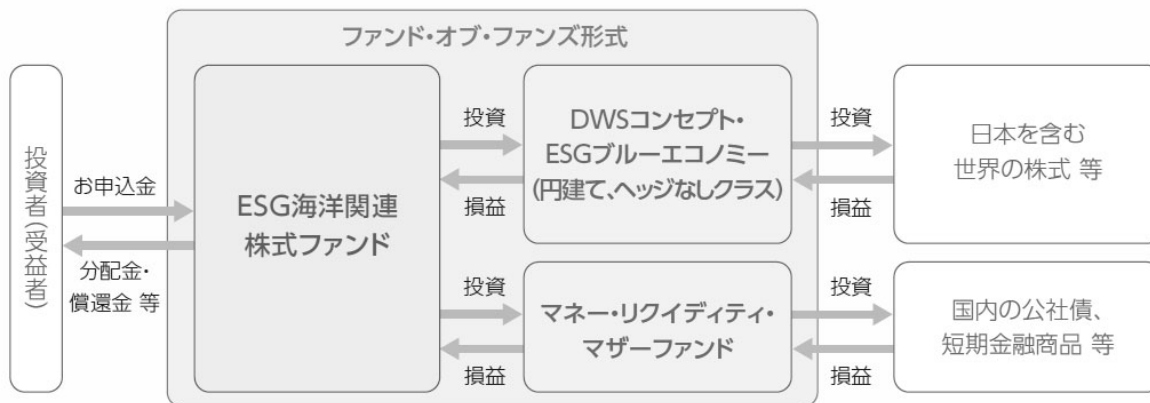 ファンド・オブ・ファンズ形式
投資者（受益者）
お申込金
分配金・
償還金 等
ESG海洋関連
株式ファンド
投資
損益
DWSコンセプト・
ESGブルーエコノミー
(円建て、ヘッジなしクラス)
投資
損益
日本を含む
世界の株式 等
投資
損益
マネー・リクイディティ・
マザーファンド
投資
損益
国内の公社債、
短期金融商品 等